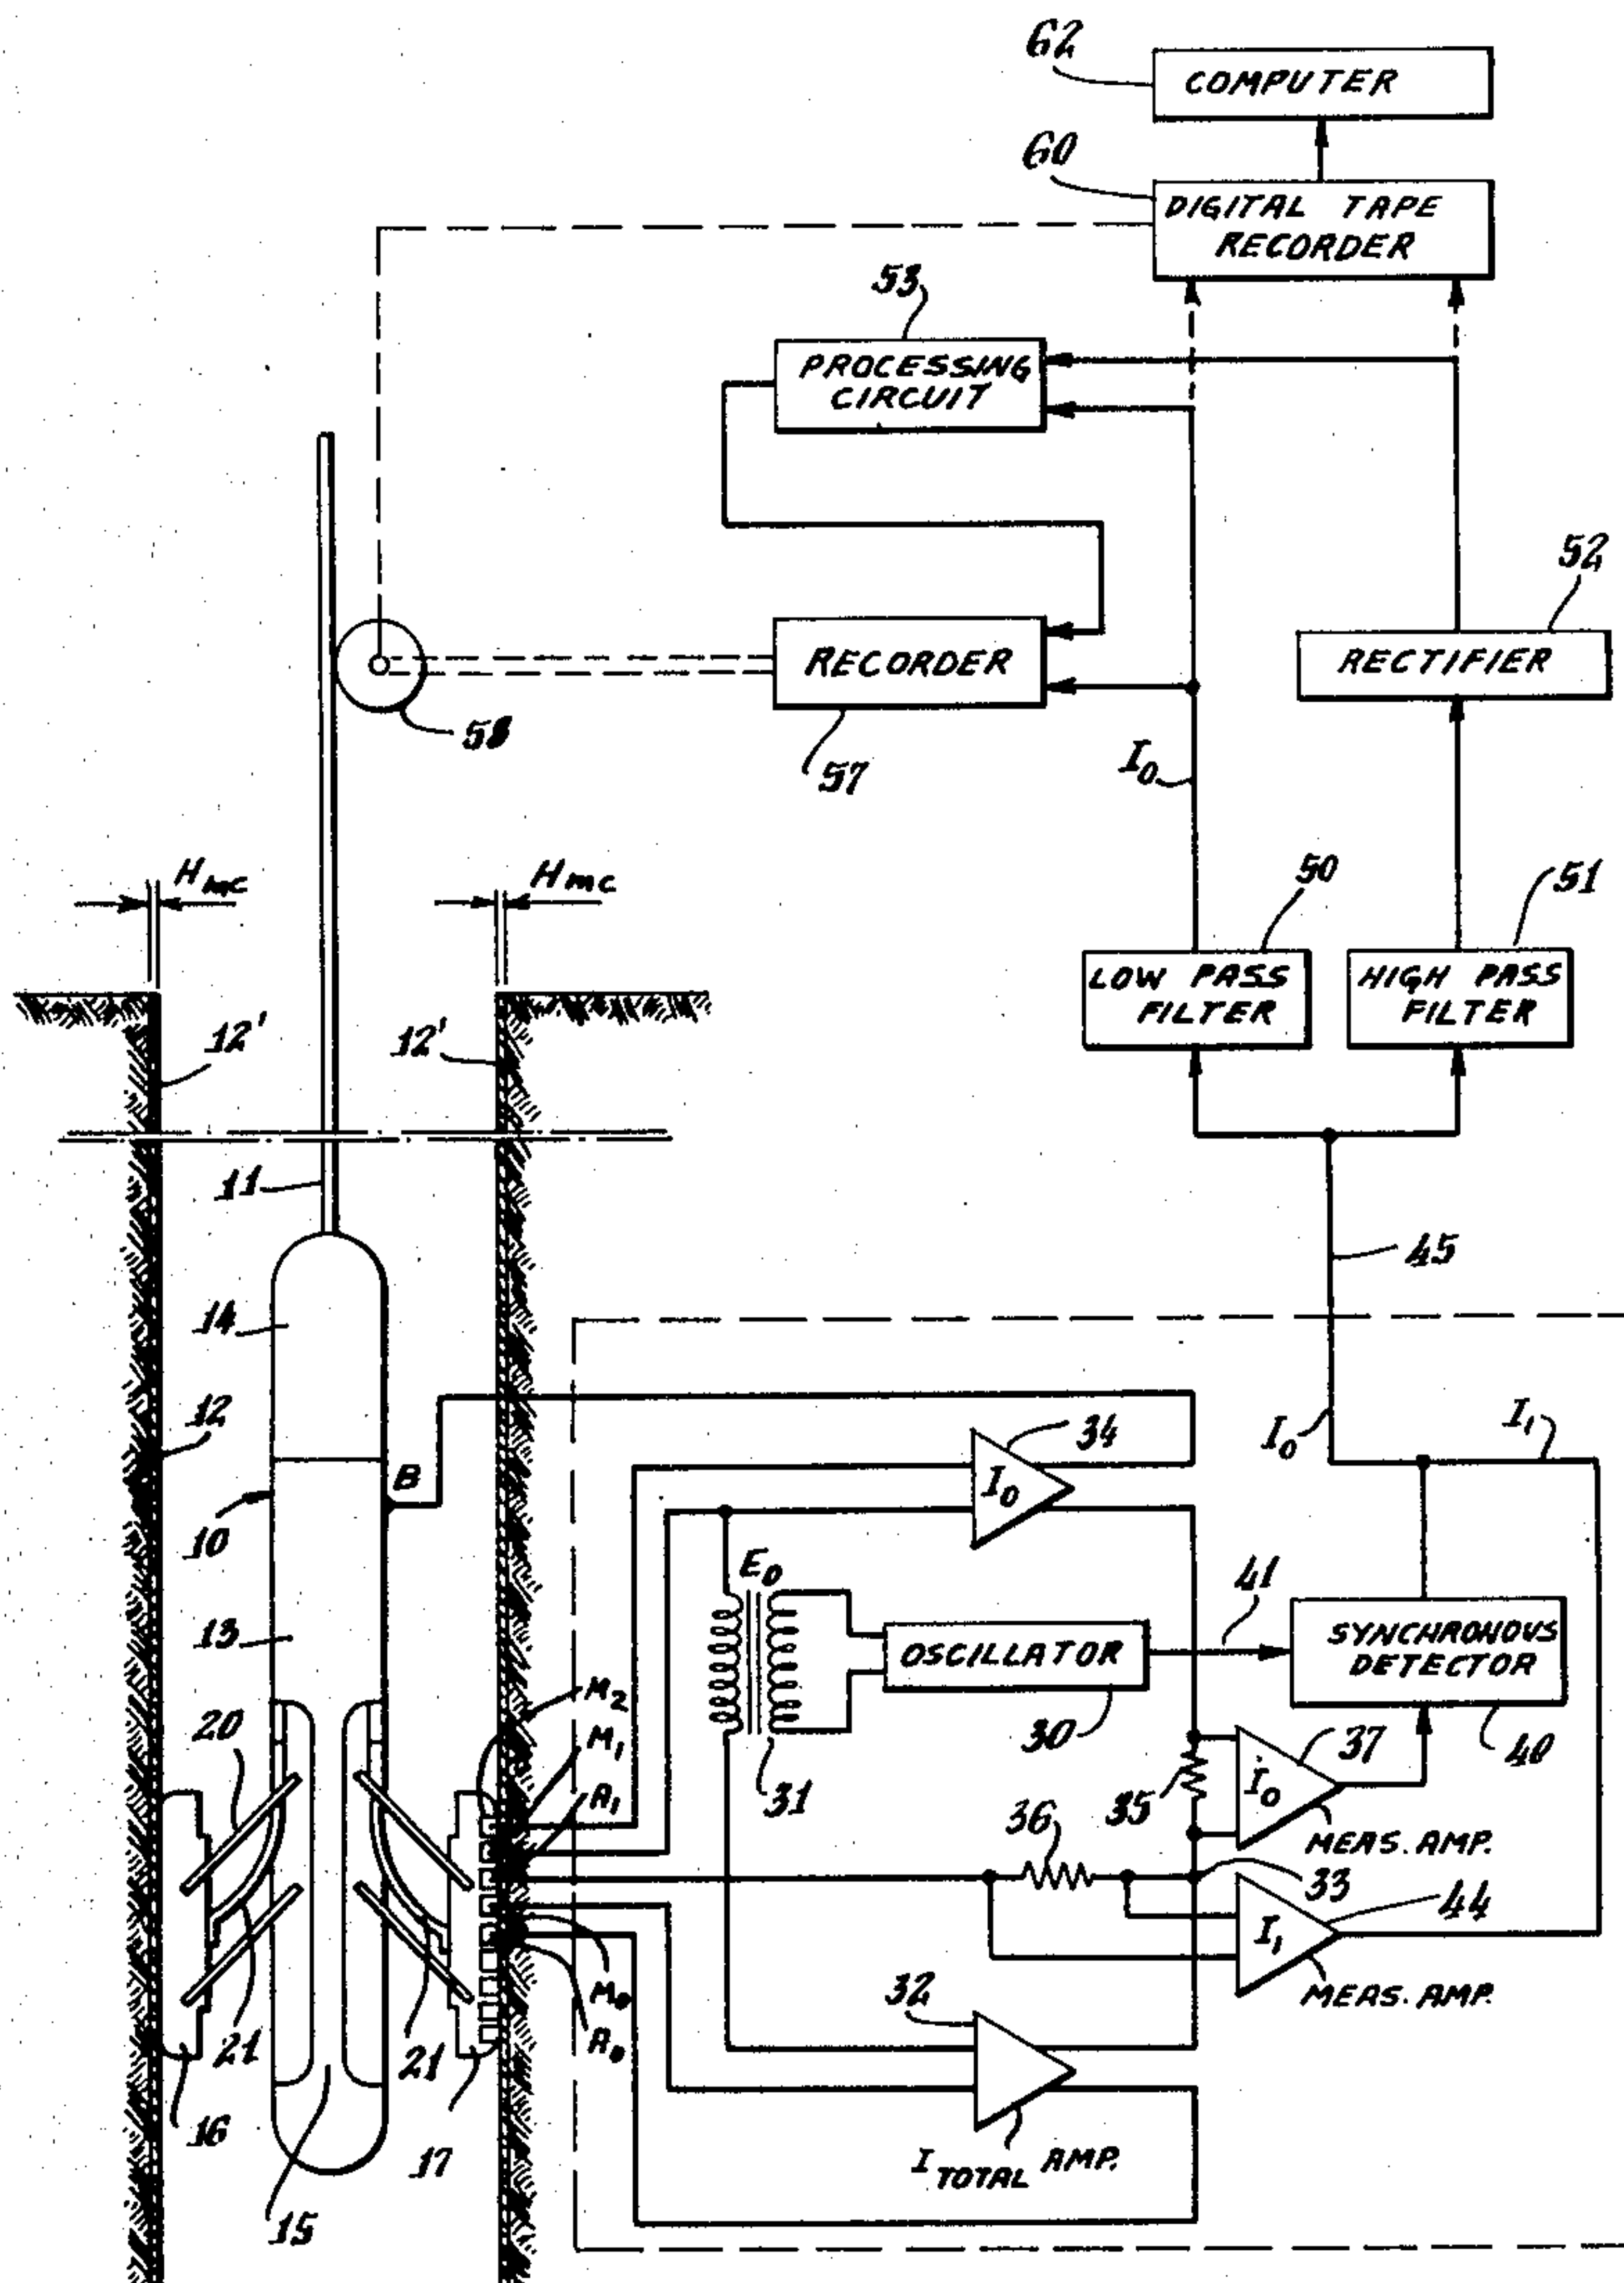 62
COMPUTER
60
DIGITAL TAPE
RECORDER
53
PROCESSING
CIRCUIT
52
RECTIFIER
RECORDER
58
57
I0
Hmc
Hmc
50
51
LOW PASS
FILTER
HIGH PASS
FILTER
12'
12'
11
45
14
I0
I1
12
34
B
I0
10
E0
41
13
OSCILLATOR
SYNCHRONOUS
DETECTOR
M2
20
M1
30
37
40
A1
31
35
I0
36
MEAS. AMP.
33
44
I1
M0
32
MEAS. AMP.
A0
21
21
16
17
I TOTAL AMP.
15